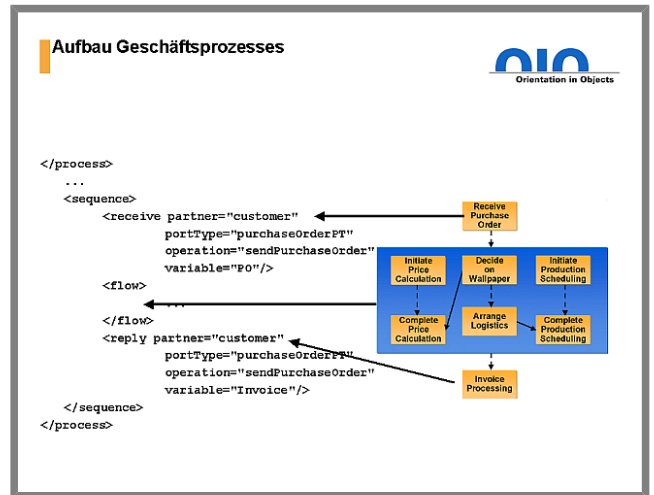 Aufbau Geschäftsprozesses
Orientation in Objects
</process>
...
<sequence>
<receive partner="customer"
portType="purchaseOrderPT"
operation="sendPurchaseOrder"
variable="PO"/>
<flow>
...
</flow>
<reply partner="customer"
portType="purchaseOrderPT"
operation="sendPurchaseOrder"
variable="Invoice"/>
</sequence>
</process>
Receive
Purchase
Order
Initiate
Price
Calculation
Decide
on
Wallpaper
Initiate
Production
Scheduling
Complete
Price
Calculation
Arrange
Logistics
Complete
Production
Scheduling
Invoice
Processing